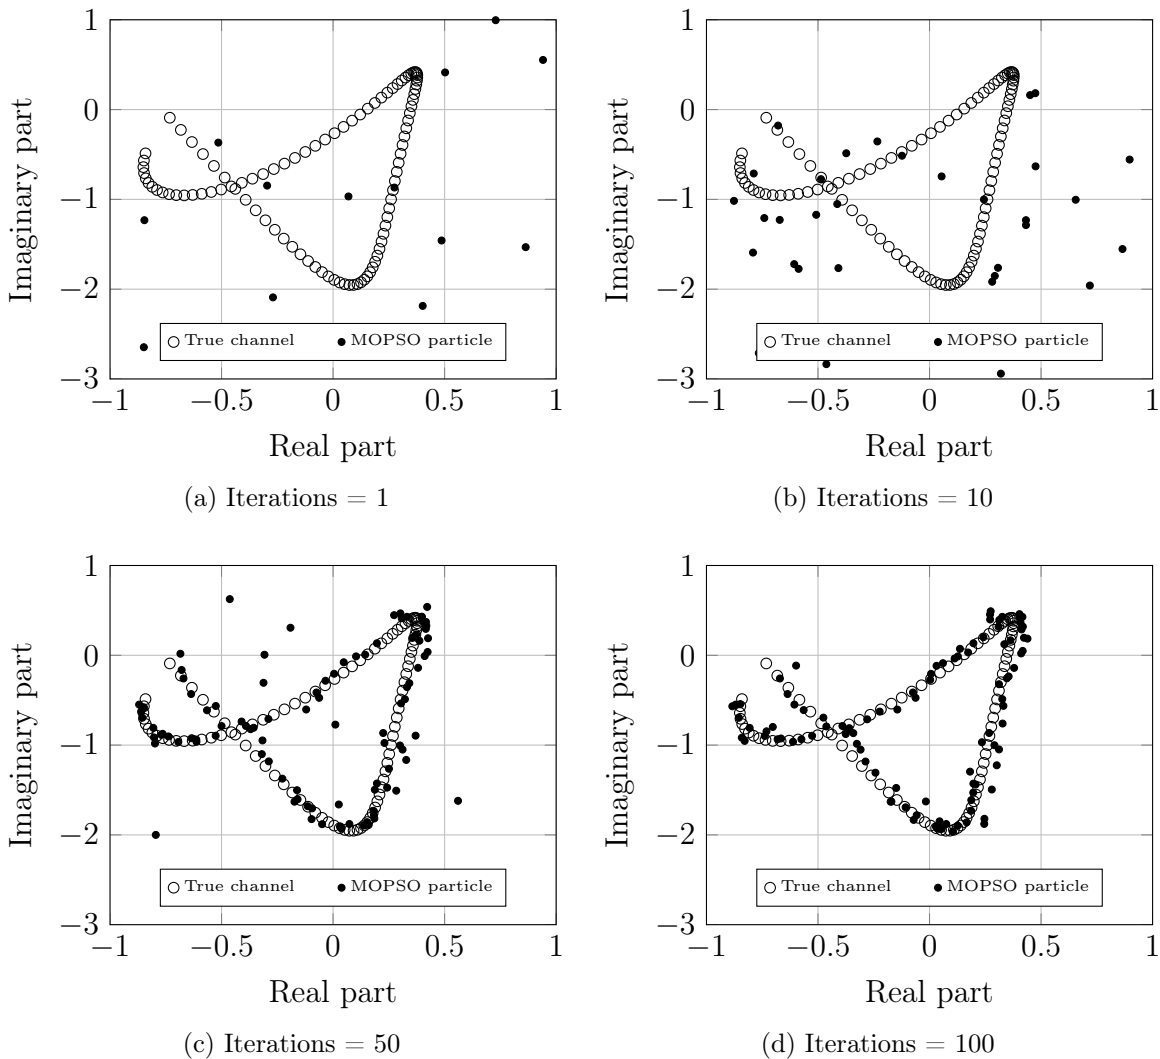 1
0
−1
−2
−3
−1
−0.5
0
0.5
1
Imaginary part
Real part
True channel MOPSO particle
(a) Iterations = 1
1
0
−1
−2
−3
−1
−0.5
0
0.5
1
Imaginary part
Real part
True channel MOPSO particle
(b) Iterations = 10
1
0
−1
−2
−3
−1
−0.5
0
0.5
1
Imaginary part
Real part
True channel MOPSO particle
(c) Iterations = 50
1
0
−1
−2
−3
−1
−0.5
0
0.5
1
Imaginary part
Real part
True channel MOPSO particle
(d) Iterations = 100